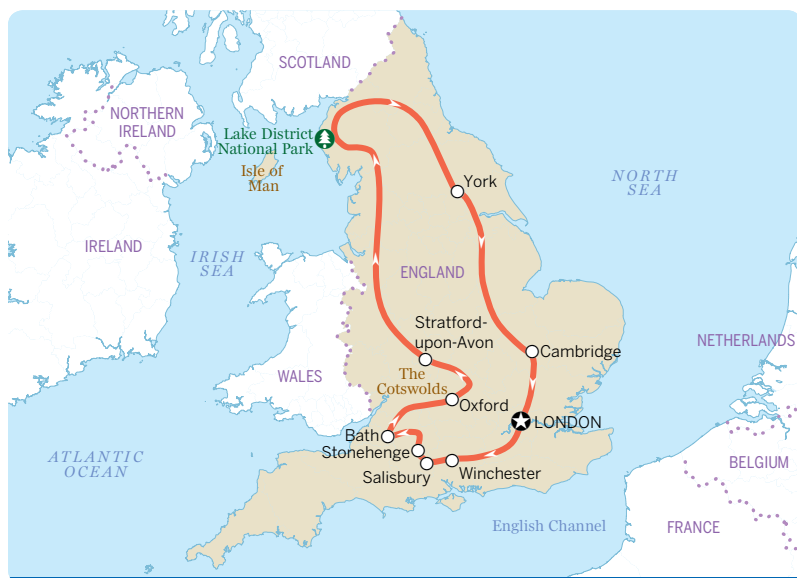 SCOTLAND
NORTHERN
IRELAND
Lake District
National Park
Isle of
Man
York
NORTH
SEA
IRELAND
IRISH
SEA
ENGLAND
Stratford-
upon-Avon
Cambridge
NETHERLANDS
WALES
The
Cotswolds
Oxford
LONDON
Bath
Stonehenge
Salisbury
Winchester
ATLANTIC
OCEAN
BELGIUM
English Channel
FRANCE